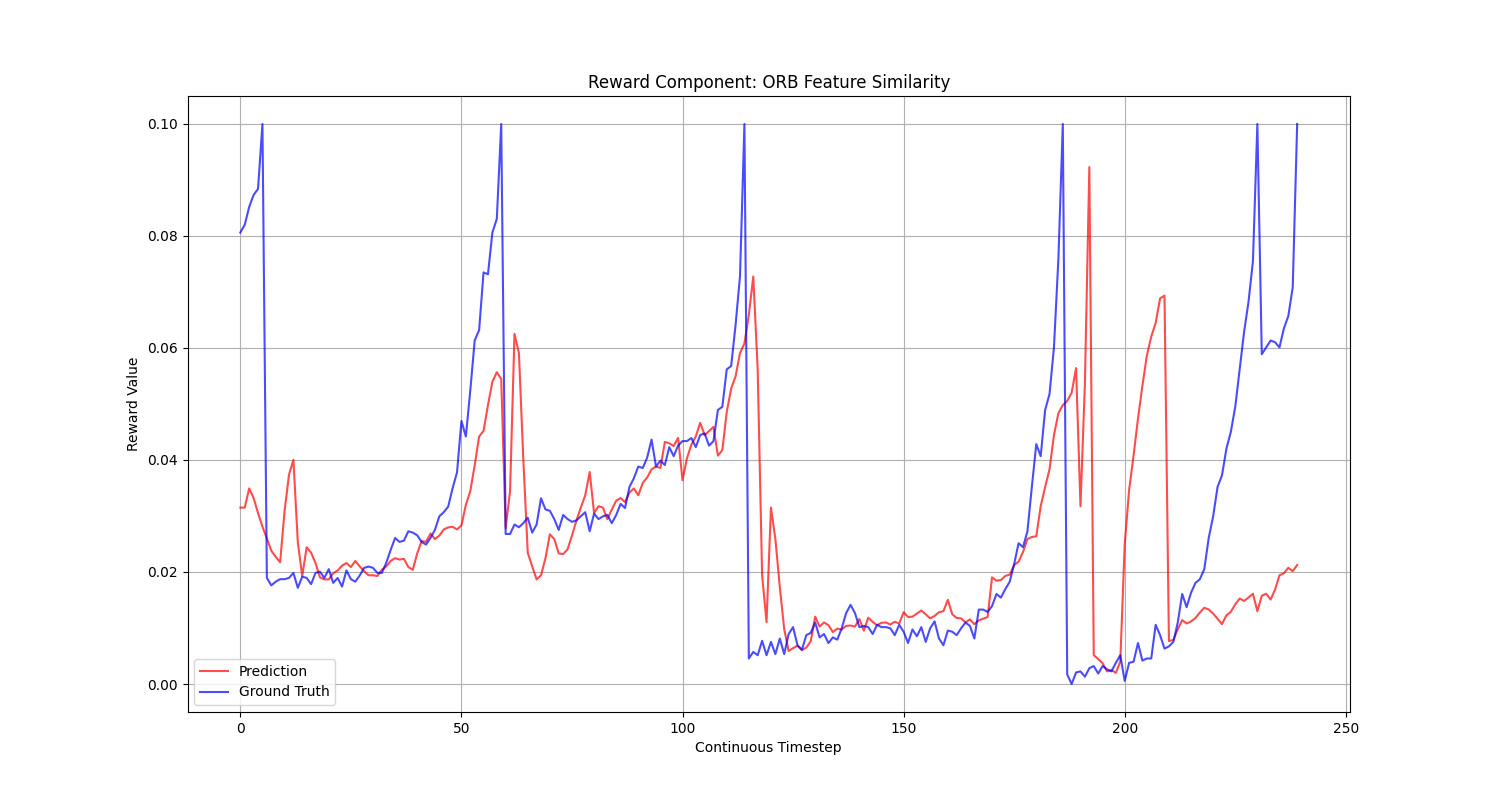 Reward Component: ORB Feature Similarity
0.10
0.08
0.06
0.04
0.02
0.00
Reward Value
Prediction
Ground Truth
0 50 100 150 200 250
Continuous Timestep